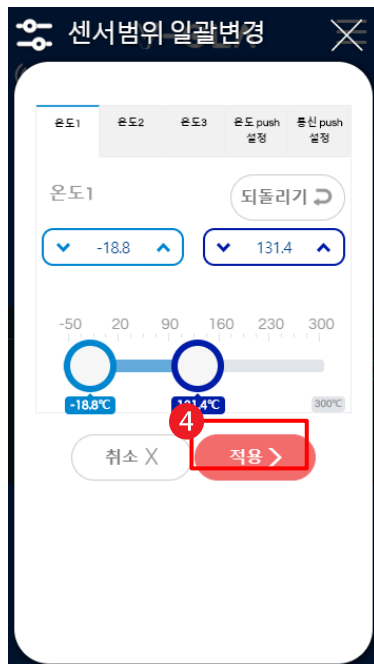 센서범위 일괄변경
온도1 온도2 온도3 온도 push 설정 통신 push 설정
온도1 되돌리기
-18.8 131.4
-50 20 90 160 230 300
-18.8℃ 131.4℃ 300℃
4
취소 X 적용 >